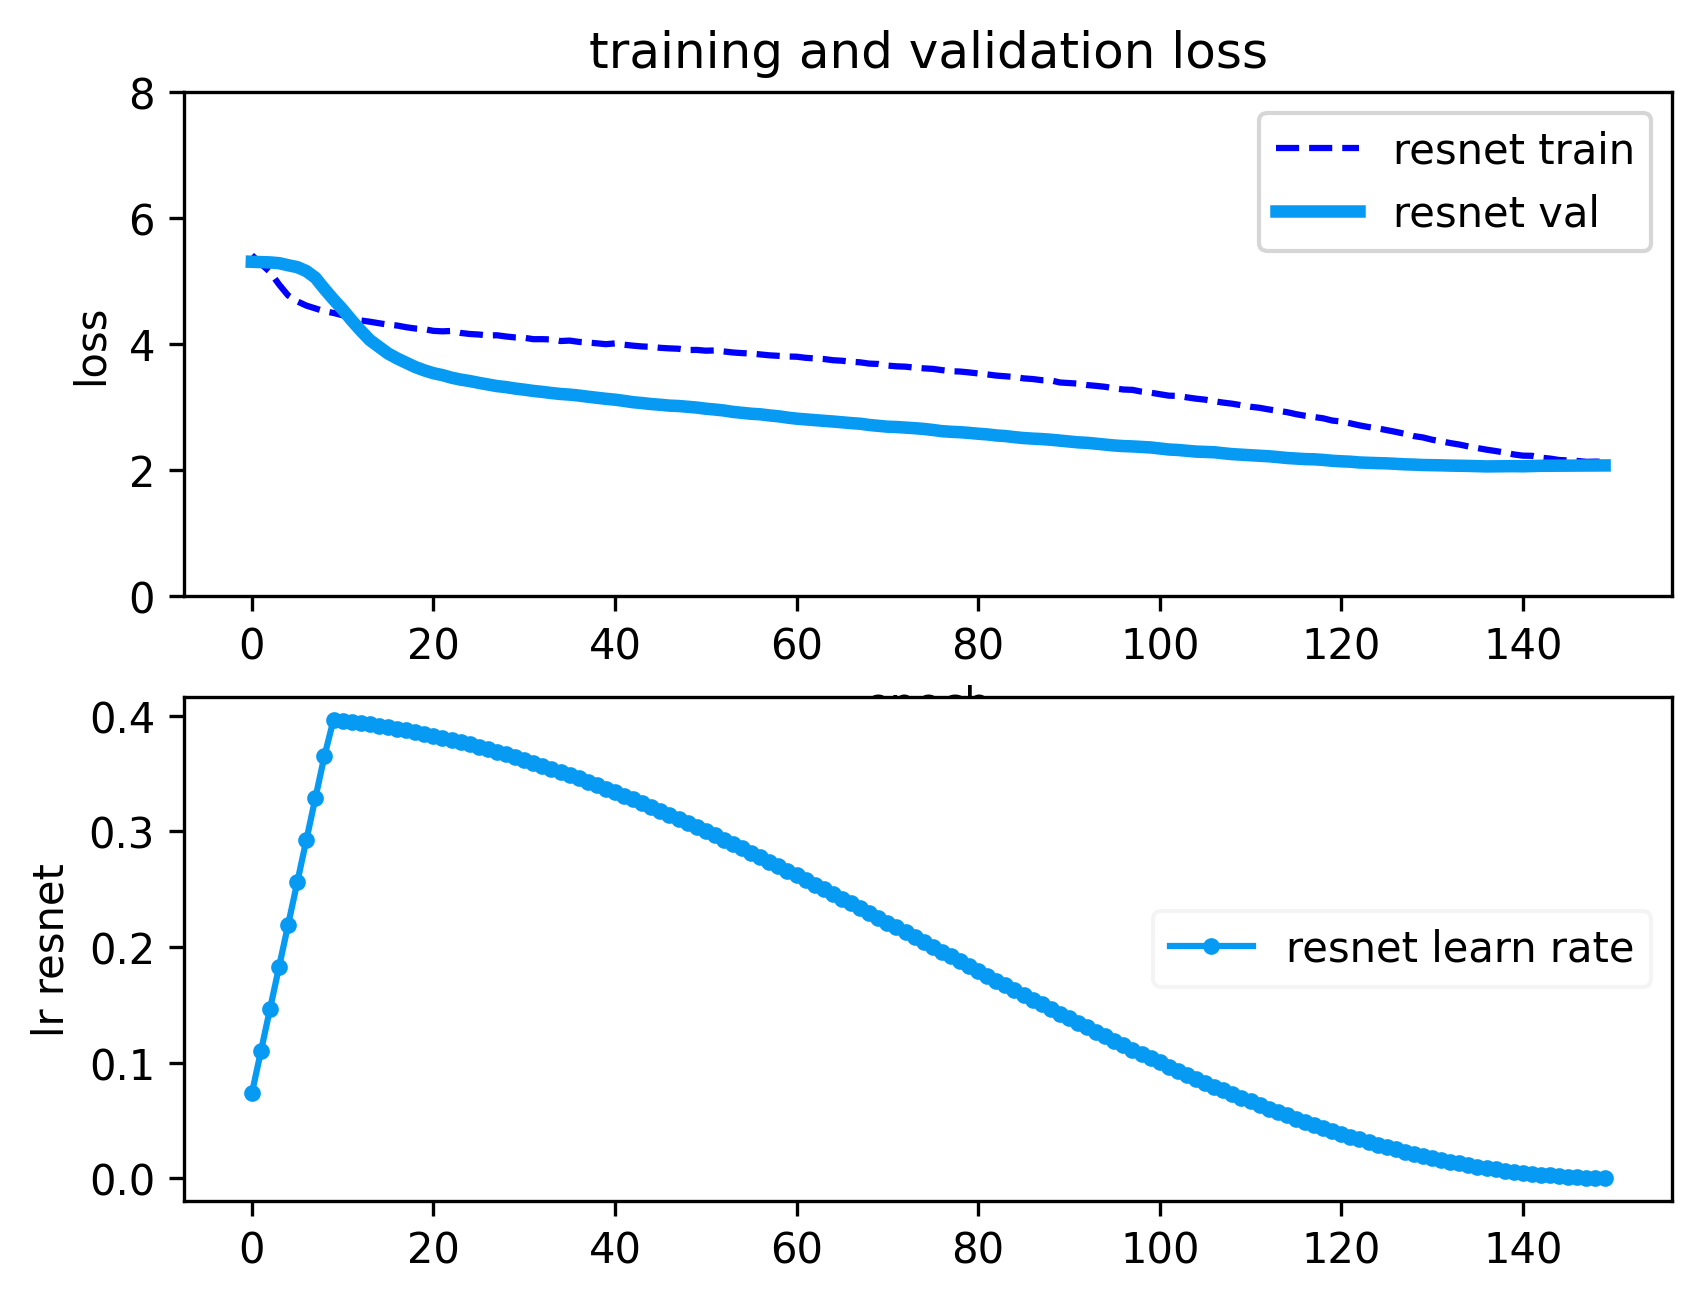 training and validation loss
8
6
4
2
0
loss
resnet train
resnet val
0 20 40 60 80 100 120 140
0.4
0.3
0.2
0.1
0.0
lr resnet
resnet learn rate
0 20 40 60 80 100 120 140